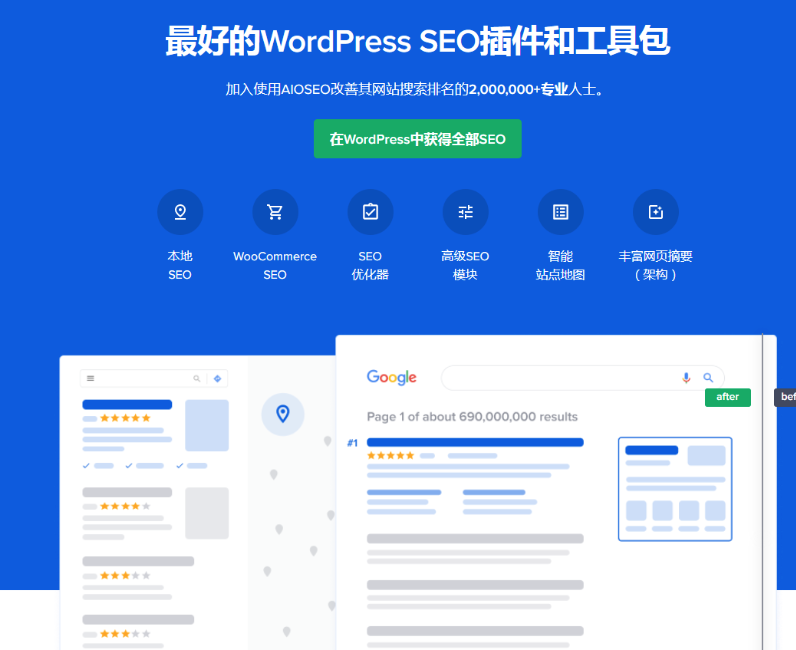 最好的WordPress SEO插件和工具包
加入使用AIOSEO改善其网站搜索排名的2,000,000+专业人士。
在WordPress中获得全部SEO
本地
SEO
WooCommerce
SEO
SEO
优化器
高级SEO
模块
智能
站点地图
丰富网页摘要
（架构）
Google
after
bef
Page 1 of about 690,000,000 results
#1